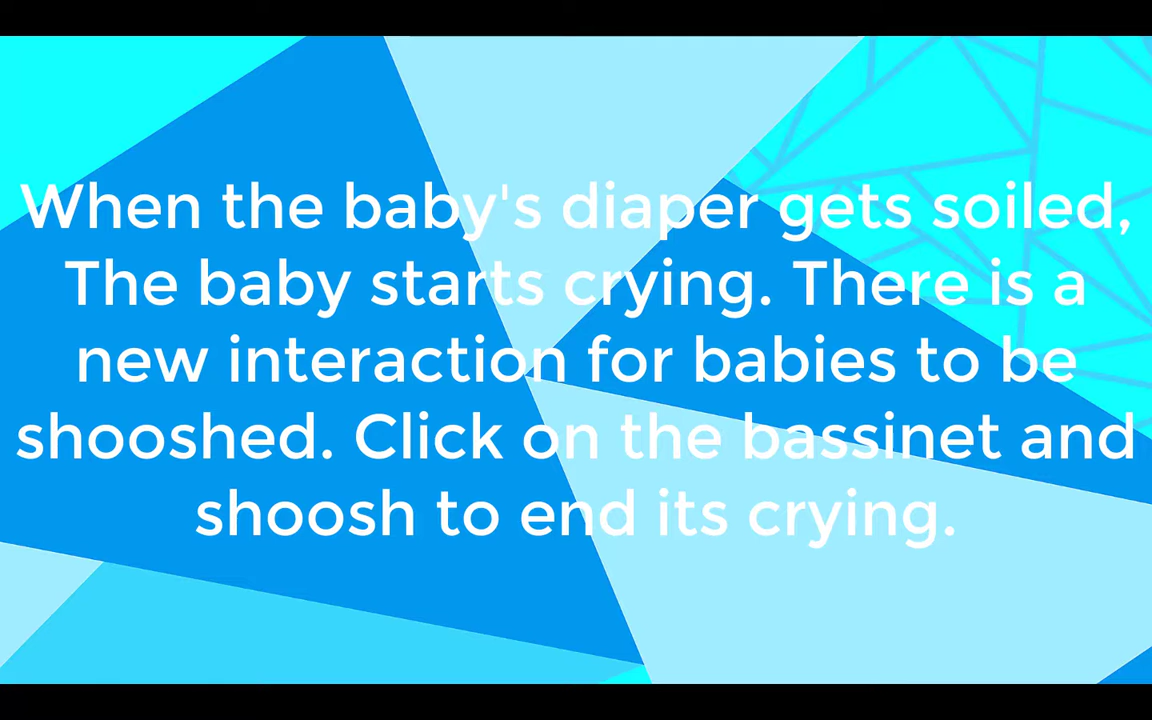 When the baby's diaper gets soiled,
The baby starts crying. There is a
new interaction for babies to be
shooshed. Click on the bassinet and
shoosh to end its crying.